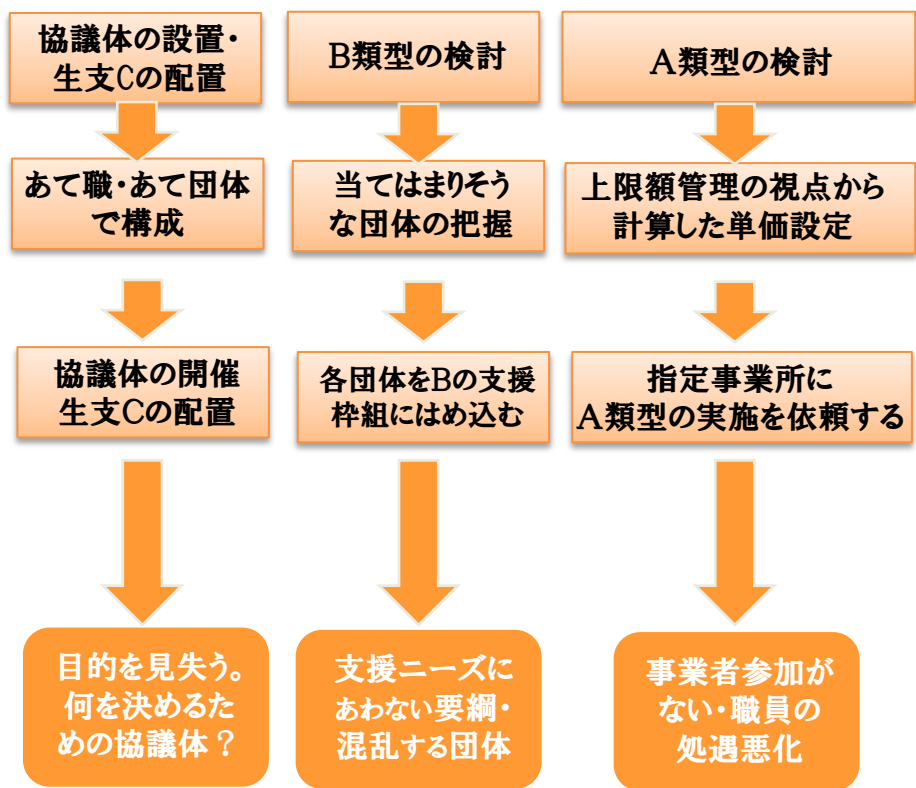 協議体の設置・
生支Cの配置
B類型の検討
A類型の検討
あて職・あて団体
で構成
当てはまりそう
な団体の把握
上限額管理の視点から
計算した単価設定
協議体の開催
生支Cの配置
各団体をBの支援
枠組にはめ込む
指定事業所に
A類型の実施を依頼する
目的を見失う。
何を決めるた
めの協議体？
支援ニーズに
あわない要綱・
混乱する団体
事業者参加が
ない・職員の
処遇悪化